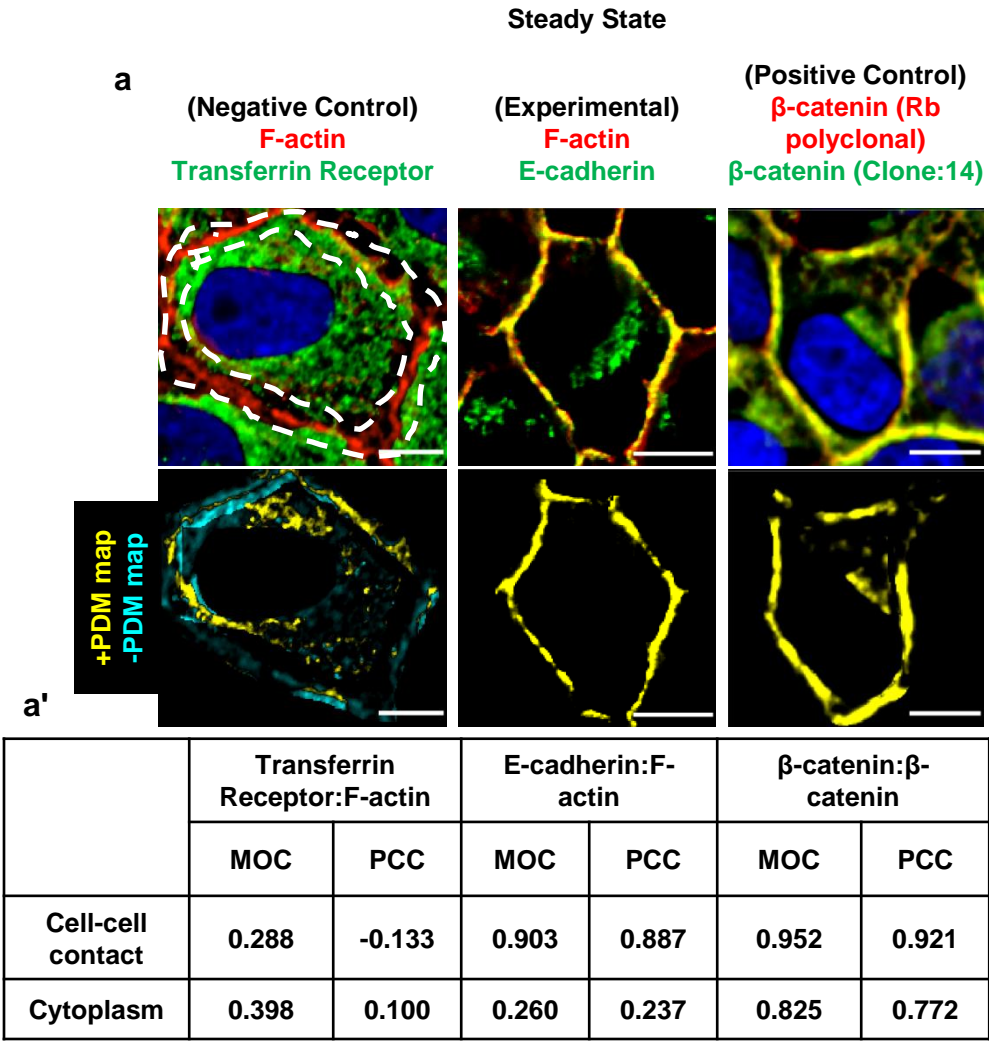 Steady State
a
(Negative Control)
F-actin
Transferrin Receptor
(Experimental)
F-actin
E-cadherin
(Positive Control)
β-catenin (Rb
polyclonal)
β-catenin (Clone:14)
+PDM map
-PDM map
a'
Transferrin
Receptor:F-actin
E-cadherin:F-
actin
β-catenin:β-
catenin
MOC PCC MOC PCC MOC PCC
Cell-cell
contact
0.288 -0.133 0.903 0.887 0.952 0.921
Cytoplasm 0.398 0.100 0.260 0.237 0.825 0.772